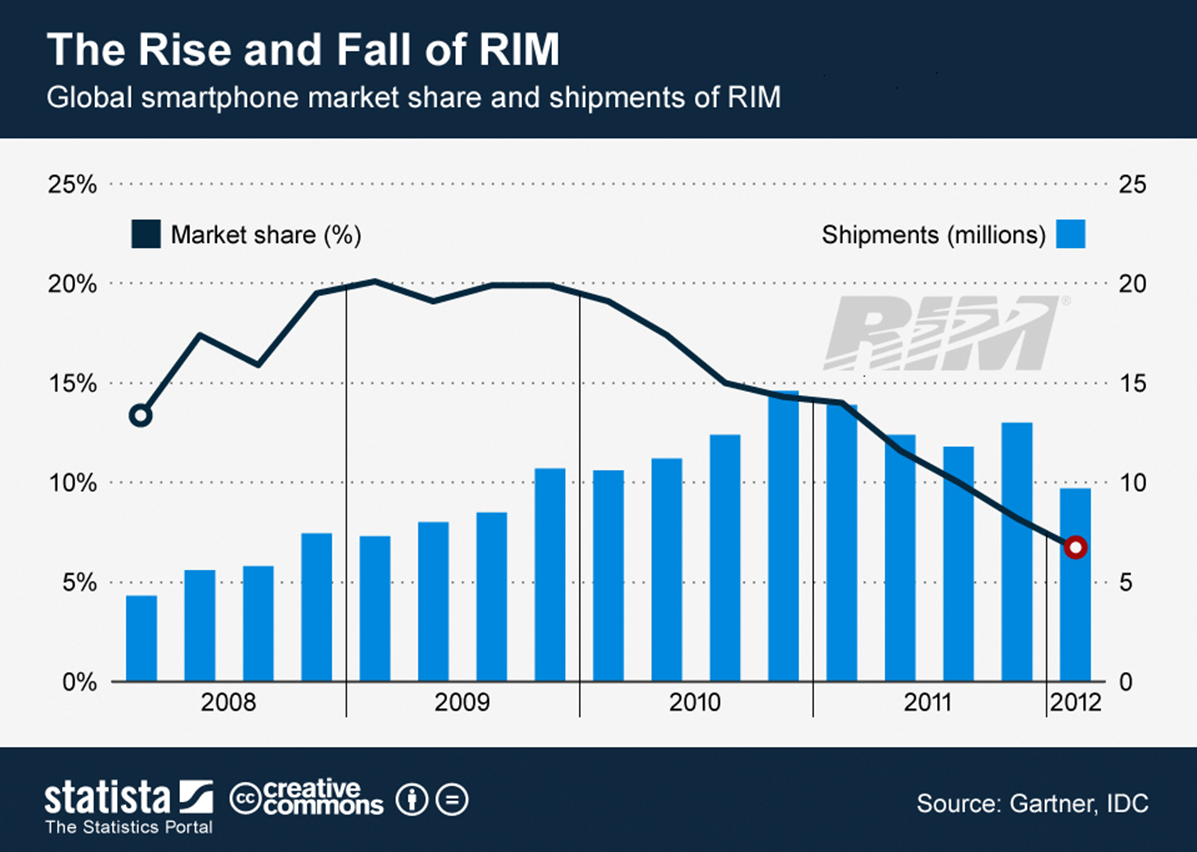 The Rise and Fall of RIM
Global smartphone market share and shipments of RIM
25% 25
Market share (%) Shipments (millions)
20% 20
RIM®
15% 15
10% 10
5% 5
0% 0
2008 2009 2010 2011 2012
statista
The Statistics Portal
cc creative
commons
Source: Gartner, IDC